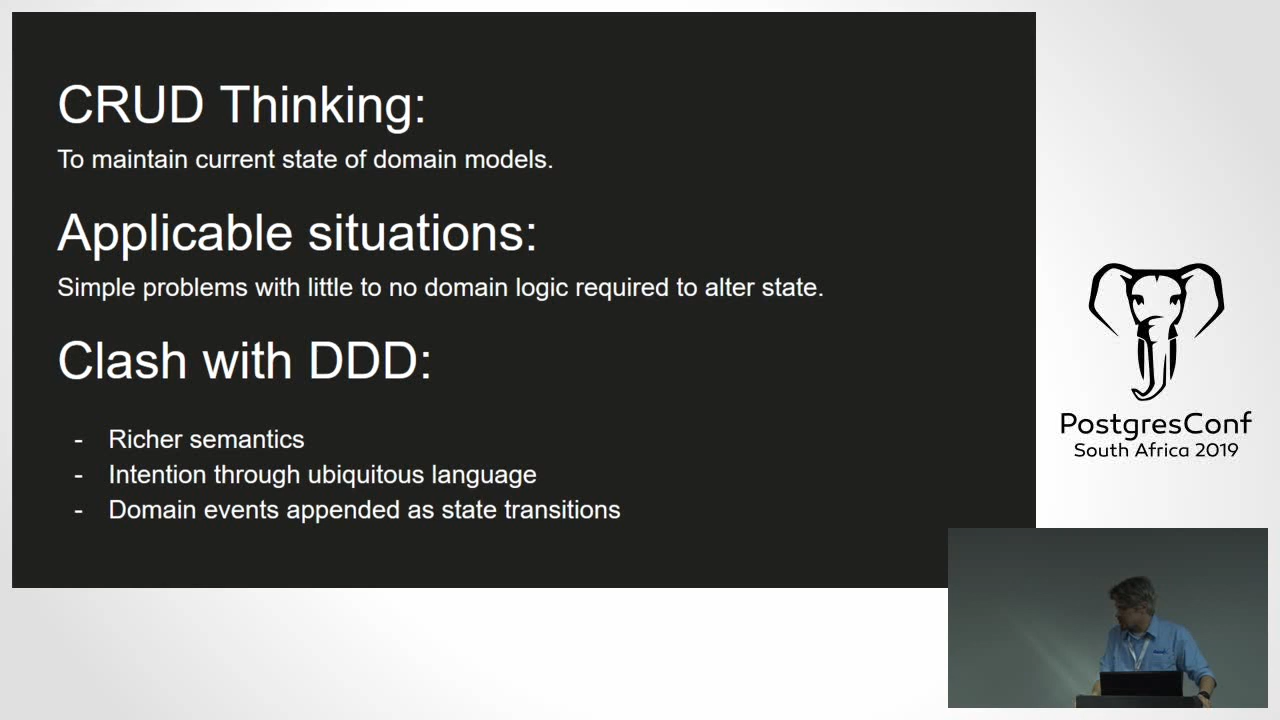 CRUD Thinking:
To maintain current state of domain models.
Applicable situations:
Simple problems with little to no domain logic required to alter state.
Clash with DDD:
- Richer semantics
- Intention through ubiquitous language
- Domain events appended as state transitions
PostgresConf
South Africa 2019